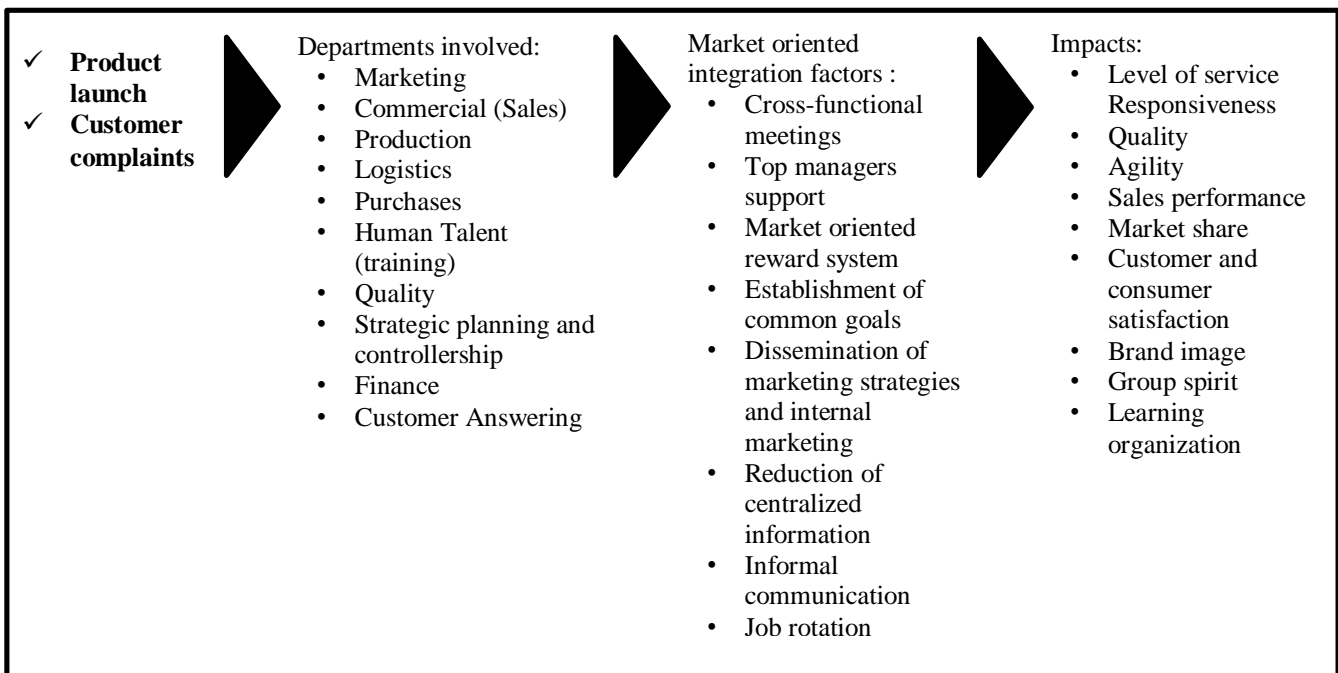 ✓ Product
launch
✓ Customer
complaints
Departments involved:
• Marketing
• Commercial (Sales)
• Production
• Logistics
• Purchases
• Human Talent
(training)
• Quality
• Strategic planning and
controllership
• Finance
• Customer Answering
Market oriented
integration factors :
• Cross-functional
meetings
• Top managers
support
• Market oriented
reward system
• Establishment of
common goals
• Dissemination of
marketing strategies
and internal
marketing
• Reduction of
centralized
information
• Informal
communication
• Job rotation
Impacts:
• Level of service
Responsiveness
• Quality
• Agility
• Sales performance
• Market share
• Customer and
consumer
satisfaction
• Brand image
• Group spirit
• Learning
organization